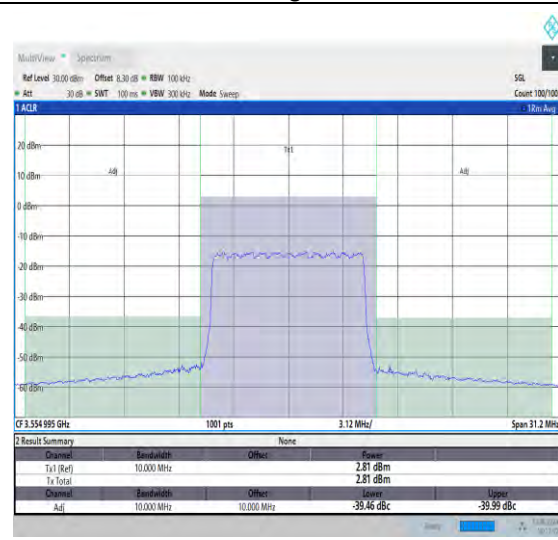 MultiView Spectrum
Ref Level 30.00 dBm Offset 8.30 dB RBW 100 kHz SGL
Att 30 dB SWT 100 ms VBW 300 kHz Mode Sweep Count 100/100
1 ACLR 1Rm Avg
Tx1
20 dBm
Adj Adj
10 dBm
0 dBm
-10 dBm
-20 dBm
-30 dBm
-40 dBm
-50 dBm
-60 dBm
CF 3.554 995 GHz 1001 pts 3.12 MHz/ Span 31.2 MHz
2 Result Summary None
Channel Bandwidth Offset Power
Tx1 (Ref) 10.000 MHz 2.81 dBm
Tx Total 2.81 dBm
Channel Bandwidth Offset Lower Upper
Adj 10.000 MHz 10.000 MHz -39.46 dBc -39.99 dBc
Ready